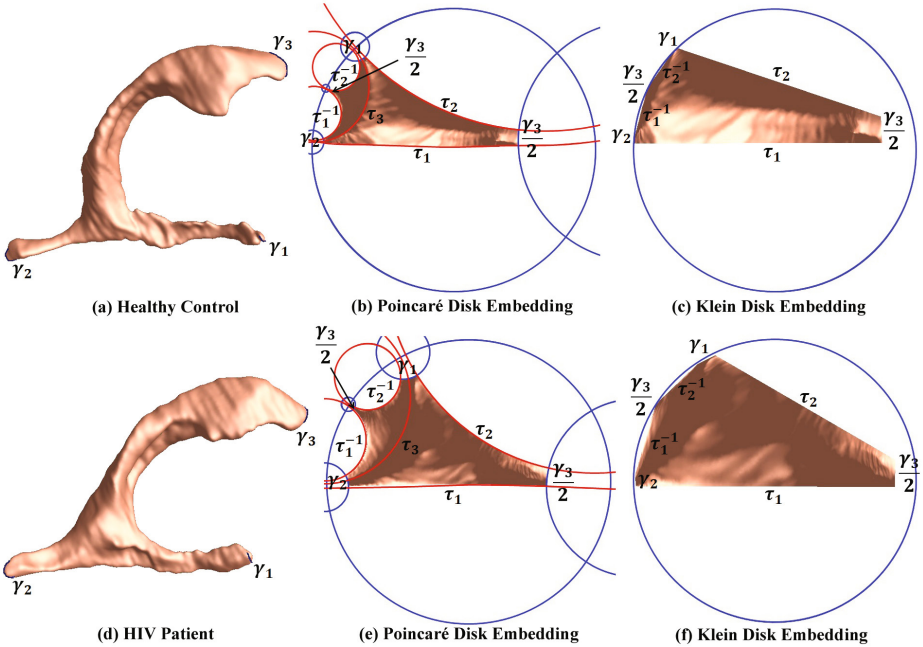 γ₃
γ₂
γ₁
(a) Healthy Control
γ₁
γ₃/2
τ₂⁻¹
τ₁⁻¹
τ₃
τ₂
γ₂
γ₃/2
τ₁
(b) Poincaré Disk Embedding
γ₁
γ₃/2
τ₂⁻¹
τ₂
τ₁⁻¹
γ₂
γ₃/2
τ₁
(c) Klein Disk Embedding
γ₃
γ₂
γ₁
(d) HIV Patient
γ₃/2
γ₁
τ₂⁻¹
τ₁⁻¹
τ₃
τ₂
γ₂
γ₃/2
τ₁
(e) Poincaré Disk Embedding
γ₁
γ₃/2
τ₂⁻¹
τ₂
τ₁⁻¹
γ₂
γ₃/2
τ₁
(f) Klein Disk Embedding